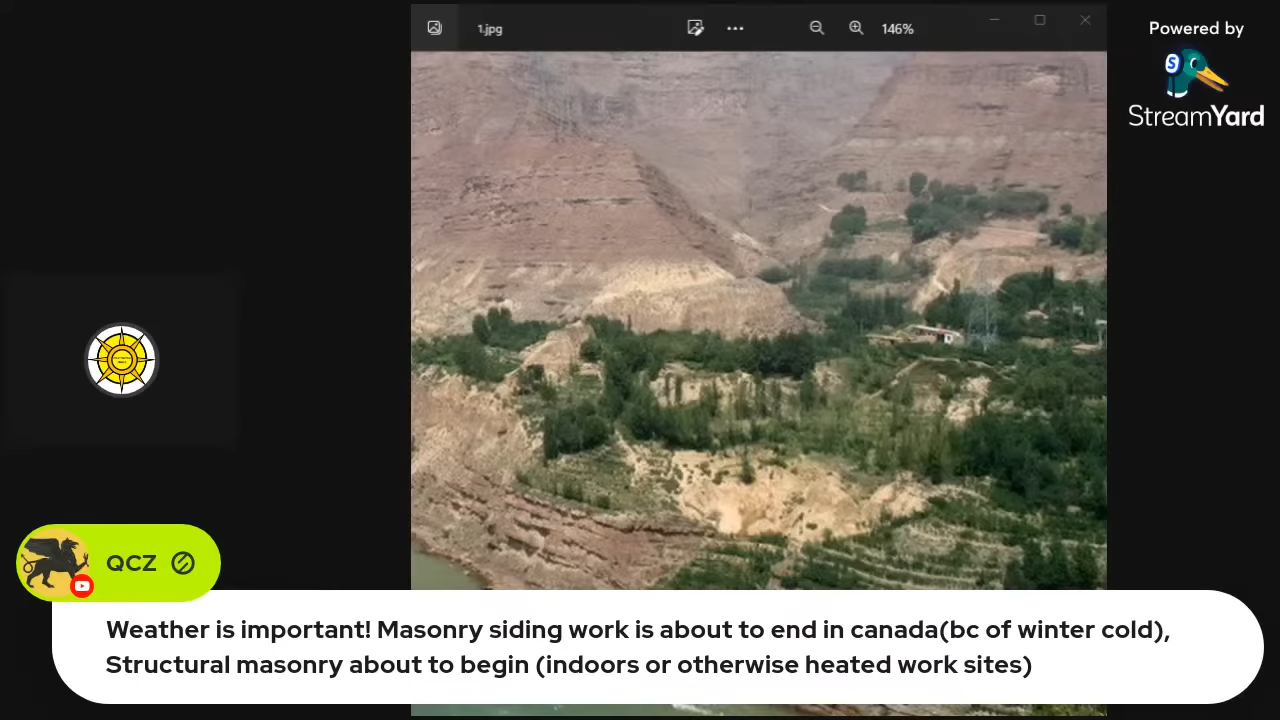 1.jpg
146%
Powered by
S
StreamYard
QCZ
Weather is important! Masonry siding work is about to end in canada(bc of winter cold),
Structural masonry about to begin (indoors or otherwise heated work sites)